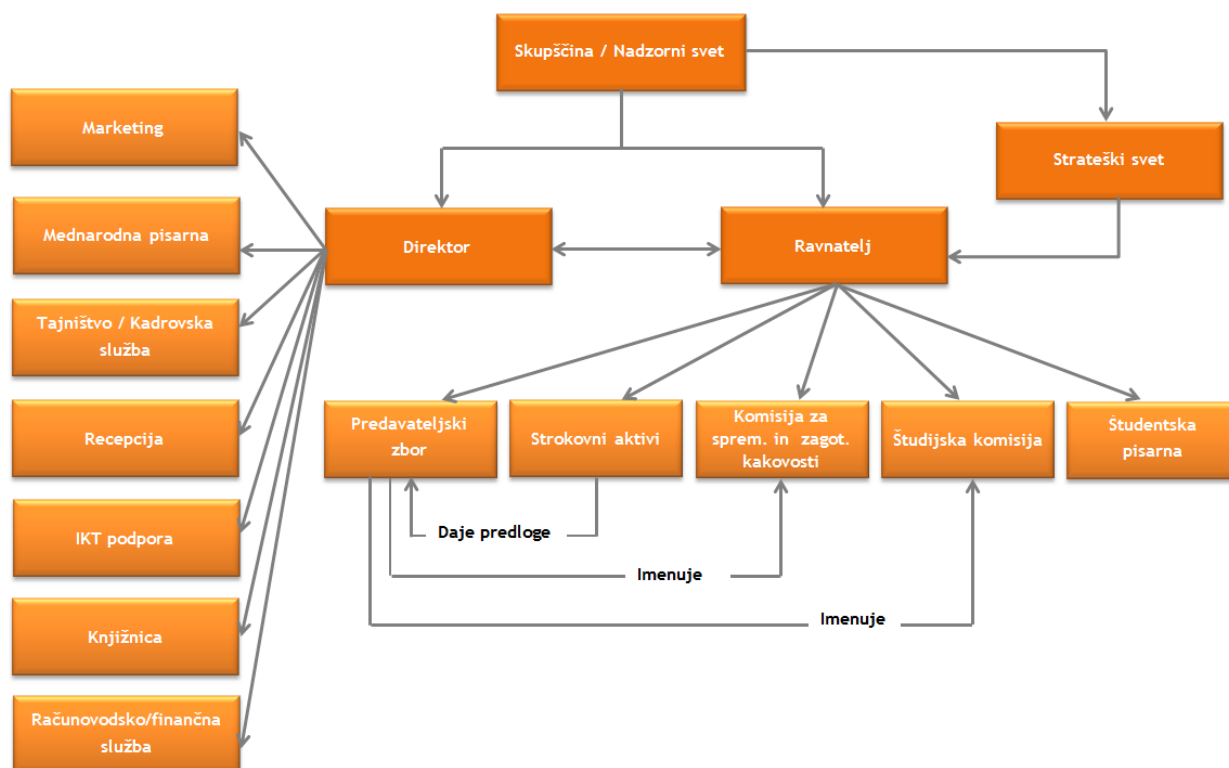 Skupščina / Nadzorni svet
Marketing
Strateški svet
Mednarodna pisarna
Direktor
Ravnatelj
Tajništvo / Kadrovska
služba
Recepcija
Predavateljski
zbor
Strokovni aktivi
Komisija za
sprem. in zagot.
kakovosti
Študijska komisija
Študentska
pisarna
IKT podpora
Daje predloge
Imenuje
Imenuje
Knjižnica
Računovodsko/finančna
služba